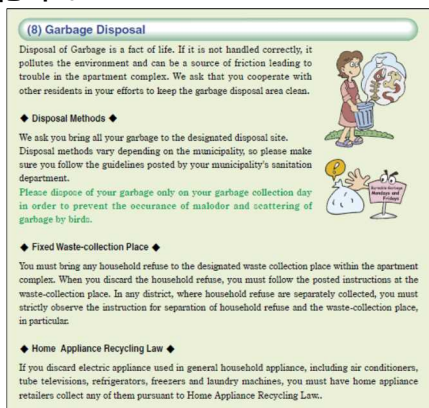 (8) Garbage Disposal
Disposal of Garbage is a fact of life. If it is not handled correctly, it
pollutes the environment and can be a source of friction leading to
trouble in the apartment complex. We ask that you cooperate with
other residents in your efforts to keep the garbage disposal area clean.
◆ Disposal Methods ◆
We ask you bring all your garbage to the designated disposal site.
Disposal methods vary depending on the municipality, so please make
sure you follow the guidelines posted by your municipality's sanitation
department.
Please dispose of your garbage only on your garbage collection day
in order to prevent the occurance of malodor and scattering of
garbage by birds.
Burnable Garbage
Mondays and
Fridays
◆ Fixed Waste-collection Place ◆
You must bring any household refuse to the designated waste collection place within the apartment
complex. When you discard the household refuse, you must follow the posted instructions at the
waste-collection place. In any district, where household refuse are separately collected, you must
strictly observe the instruction for separation of household refuse and the waste-collection place,
in particular.
◆ Home Appliance Recycling Law ◆
If you discard electric appliance used in general household appliance, including air conditioners,
tube televisions, refrigerators, freezers and laundry machines, you must have home appliance
retailers collect any of them pursuant to Home Appliance Recycling Law..